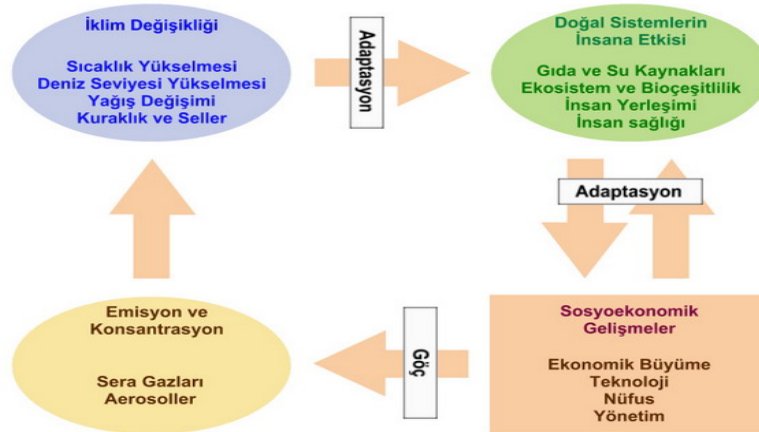 İklim Değişikliği
Sıcaklık Yükselmesi
Deniz Seviyesi Yükselmesi
Yağış Değişimi
Kuraklık ve Seller
Adaptasyon
Doğal Sistemlerin
İnsana Etkisi
Gıda ve Su Kaynakları
Ekosistem ve Bioçeşitlilik
İnsan Yerleşimi
İnsan sağlığı
Adaptasyon
Emisyon ve
Konsantrasyon
Sera Gazları
Aerosoller
Göç
Sosyoekonomik
Gelişmeler
Ekonomik Büyüme
Teknoloji
Nüfus
Yönetim